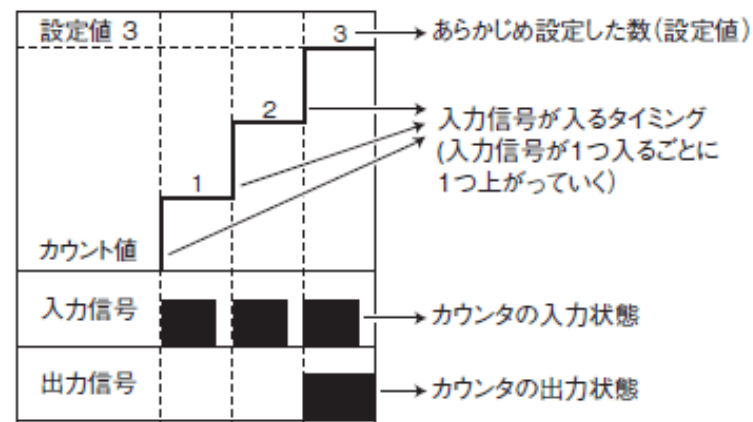 設定値 3
3
あらかじめ設定した数(設定値)
2
入力信号が入るタイミング
(入力信号が1つ入るごとに
1つ上がっていく)
1
カウント値
入力信号
カウンタの入力状態
出力信号
カウンタの出力状態